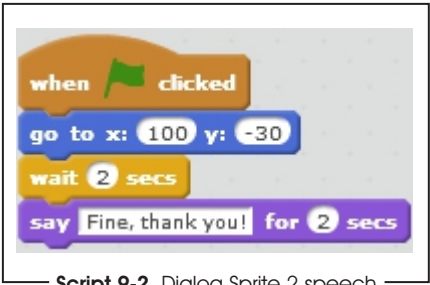 when clicked
go to x: 100 y: -30
wait 2 secs
say Fine, thank you! for 2 secs
Script 9-2 Dialog Sprite 2 speech